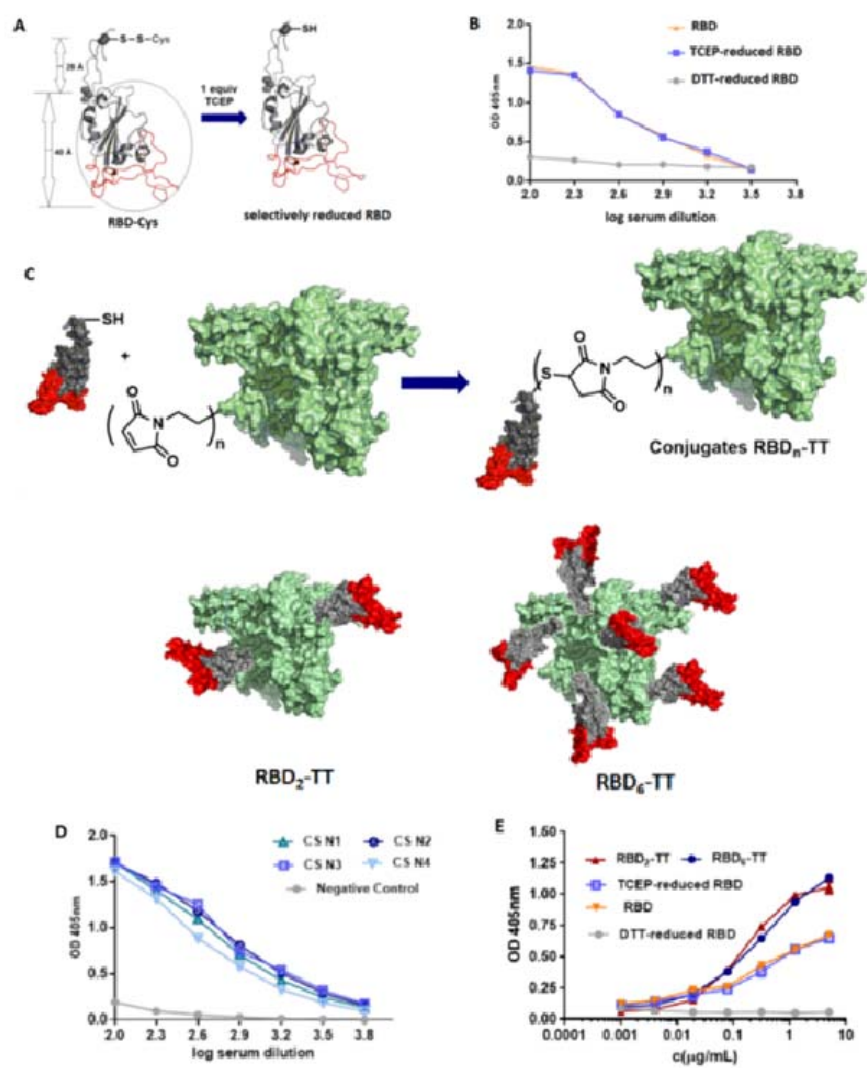 A
S-S-Cys
28 Å
RBD-Cys
1 equiv
TCEP
SH
selectively reduced RBD
B
OD 405nm
2.0
1.5
1.0
0.5
0.0
2.0 2.3 2.6 2.9 3.2 3.5 3.8
log serum dilution
RBD
TCEP-reduced RBD
DTT-reduced RBD
C
SH
+
O
N
O
n
O
S
N
O
n
Conjugates RBDn-TT
RBD2-TT
RBD6-TT
D
OD 405nm
2.0
1.5
1.0
0.5
0.0
2.0 2.3 2.6 2.9 3.2 3.5 3.8
log serum dilution
CS N1 CS N2
CS N3 CS N4
Negative Control
E
OD 405nm
1.50
1.25
1.00
0.75
0.50
0.25
0.00
0.0001 0.001 0.01 0.1 1 10
c(µg/mL)
RBD2-TT RBD6-TT
TCEP-reduced RBD
RBD
DTT-reduced RBD